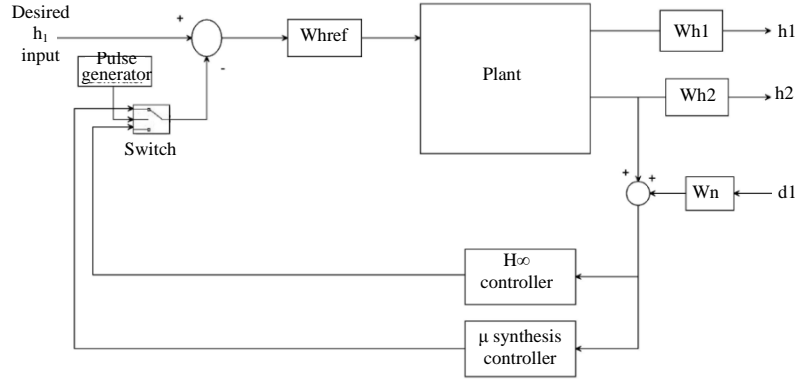 Desired
h₁
input
+
-
Whref
Plant
Wh1
h1
Wh2
h2
Pulse
generator
Switch
+
+
Wn
d1
H∞
controller
μ synthesis
controller